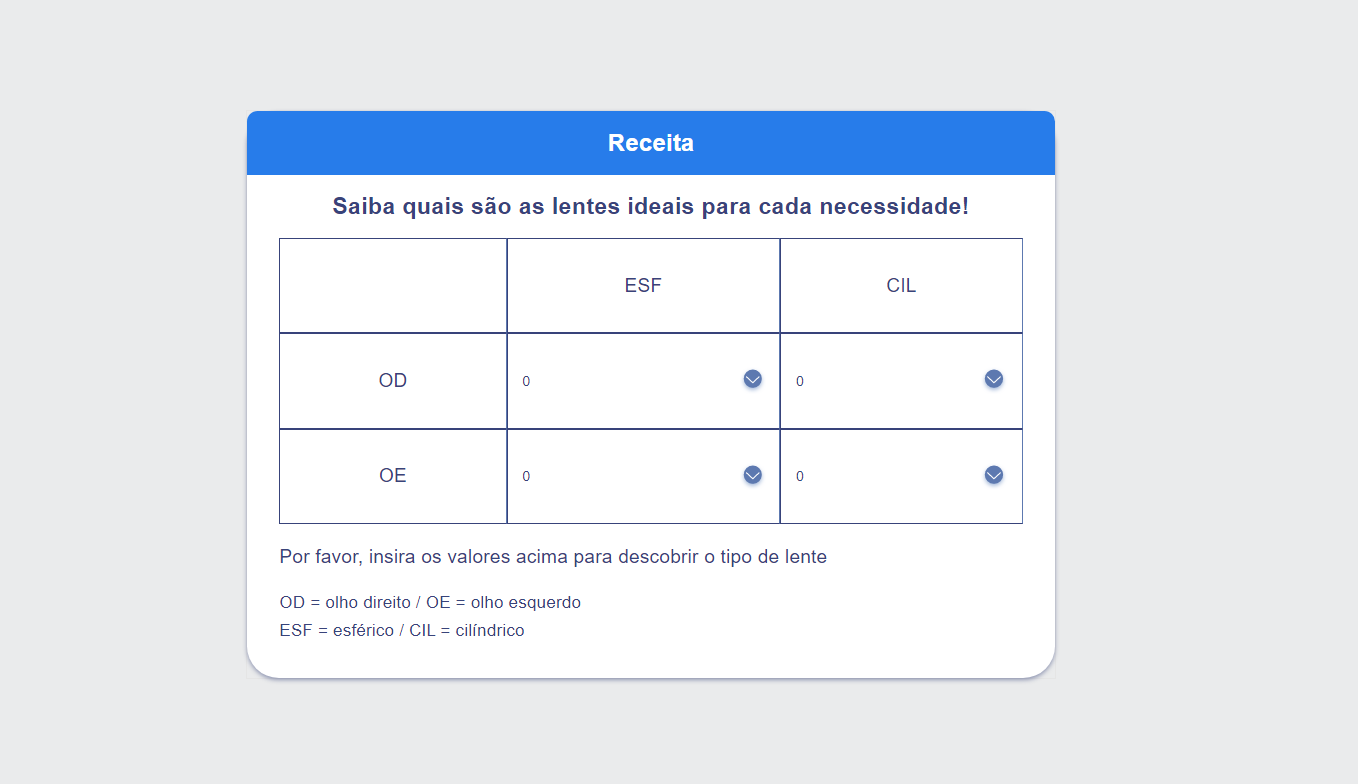 Receita
Saiba quais são as lentes ideais para cada necessidade!
ESF CIL
OD 0 0
OE 0 0
Por favor, insira os valores acima para descobrir o tipo de lente
OD = olho direito / OE = olho esquerdo
ESF = esférico / CIL = cilíndrico